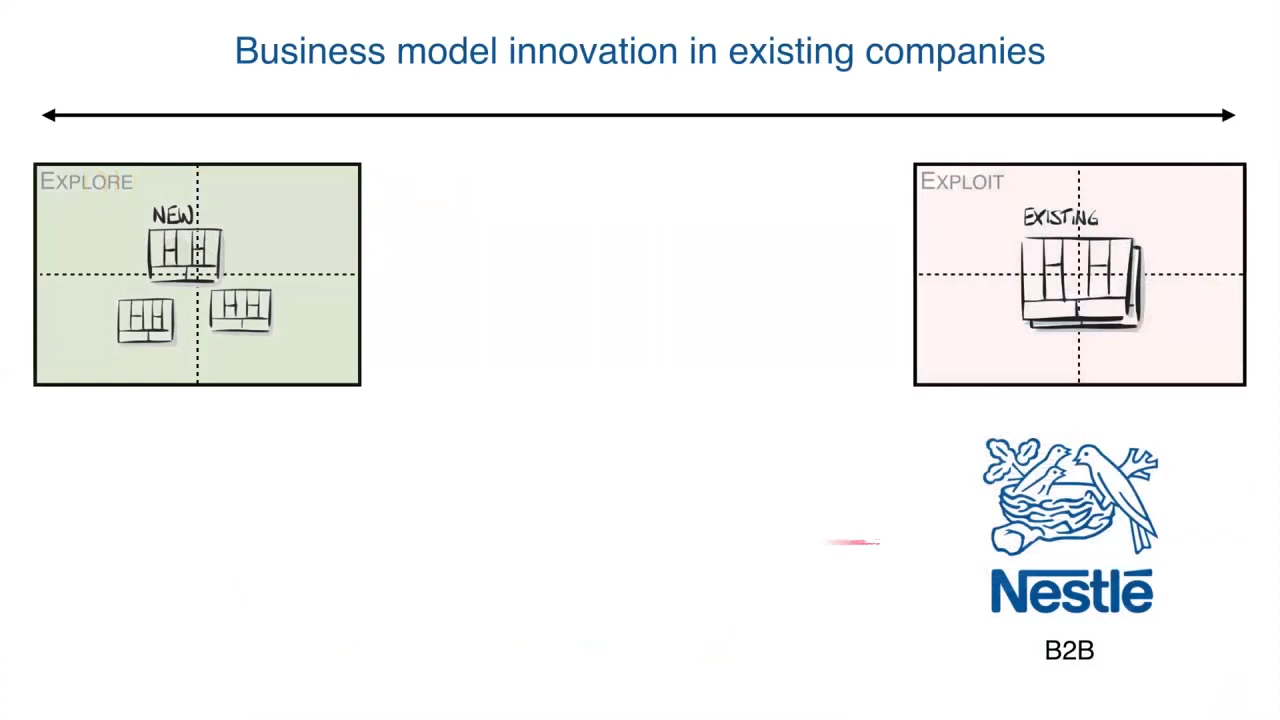 Business model innovation in existing companies
EXPLORE
NEW
EXPLOIT
EXISTING
Nestlé
B2B